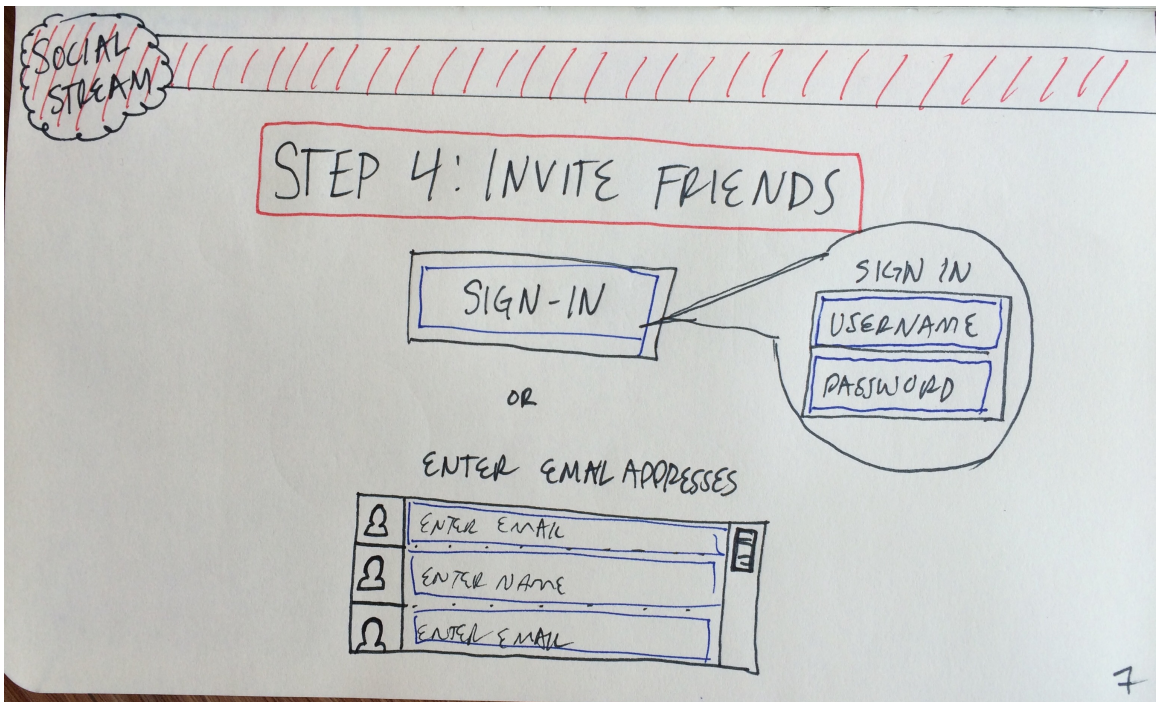 SOCIAL
STREAM
STEP 4: INVITE FRIENDS
SIGN-IN
SIGN IN
USERNAME
PASSWORD
OR
ENTER EMAIL ADDRESSES
ENTER EMAIL
ENTER NAME
ENTER EMAIL
7